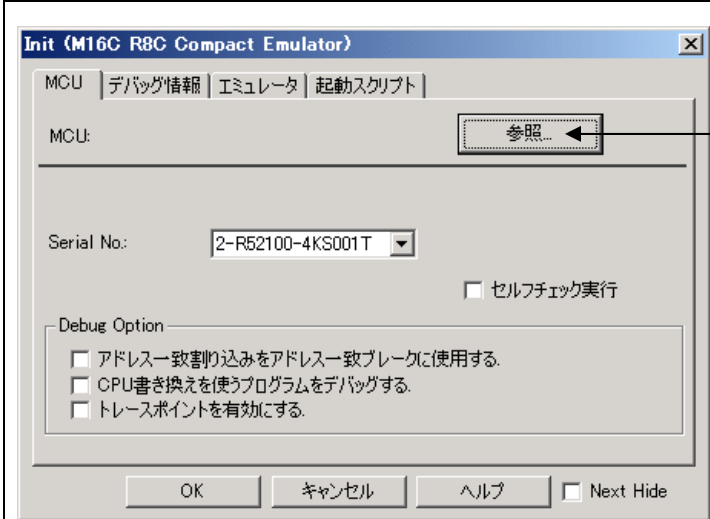 Init (M16C R8C Compact Emulator)
MCU デバッグ情報 エミュレータ 起動スクリプト
MCU: 参照...
Serial No.: 2-R52100-4KS001T
セルフチェック実行
Debug Option
アドレス一致割り込みをアドレス一致ブレークに使用する.
CPU書き換えを使うプログラムをデバッグする.
トレースポイントを有効にする.
OK キャンセル ヘルプ Next Hide